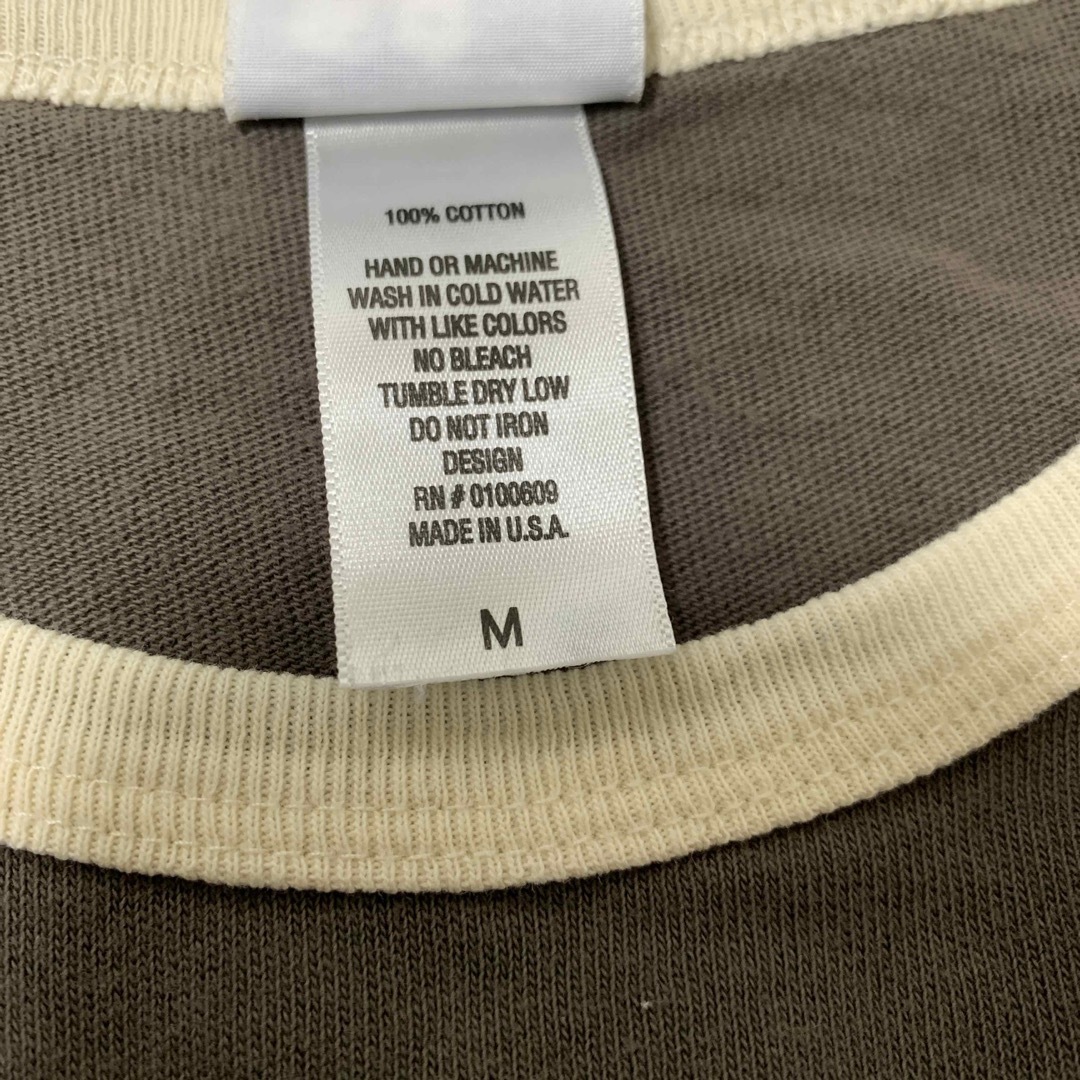 100% COTTON
HAND OR MACHINE
WASH IN COLD WATER
WITH LIKE COLORS
NO BLEACH
TUMBLE DRY LOW
DO NOT IRON
DESIGN
RN # 0100609
MADE IN U.S.A.
M